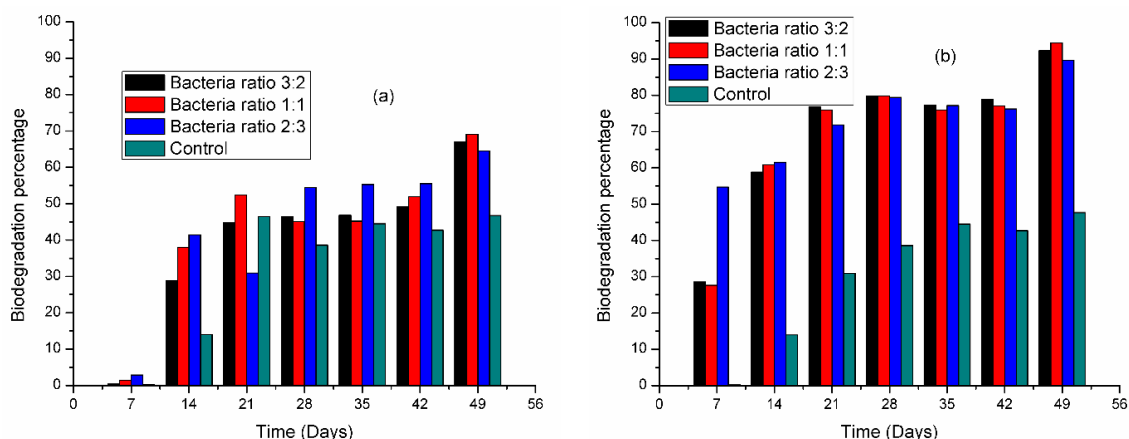 100
90
80
70
60
50
40
30
20
10
0
Biodegradation percentage
Bacteria ratio 3:2
Bacteria ratio 1:1
Bacteria ratio 2:3
Control
(a)
0 7 14 21 28 35 42 49 56
Time (Days)
100
90
80
70
60
50
40
30
20
10
0
Biodegradation percentage
Bacteria ratio 3:2
Bacteria ratio 1:1
Bacteria ratio 2:3
Control
(b)
0 7 14 21 28 35 42 49 56
Time (Days)